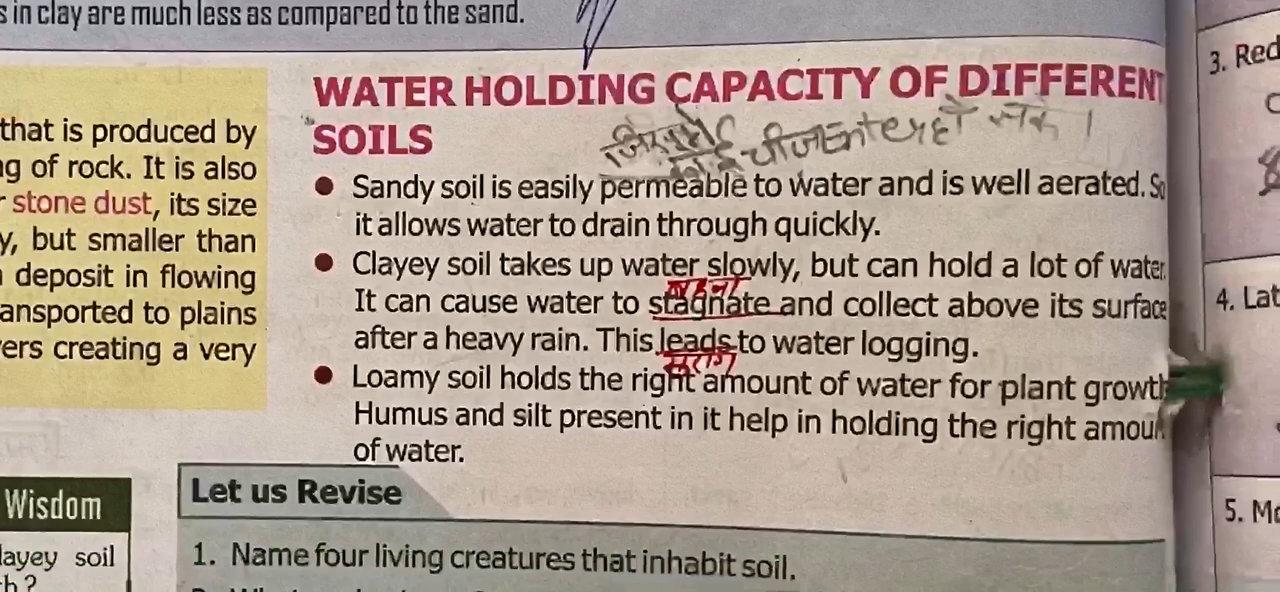 s in clay are much less as compared to the sand.
that is produced by
ng of rock. It is also
stone dust, its size
y, but smaller than
deposit in flowing
ansported to plains
ers creating a very
Wisdom
layey soil
h ?
WATER HOLDING CAPACITY OF DIFFERENT
SOILS
चीज Enter हो सके ।
● Sandy soil is easily permeable to water and is well aerated. So
it allows water to drain through quickly.
● Clayey soil takes up water slowly, but can hold a lot of water.
It can cause water to stagnate and collect above its surface
after a heavy rain. This leads to water logging.
● Loamy soil holds the right amount of water for plant growth
Humus and silt present in it help in holding the right amoun
of water.
Let us Revise
1. Name four living creatures that inhabit soil.
3. Red
4. Lat
5. Mo